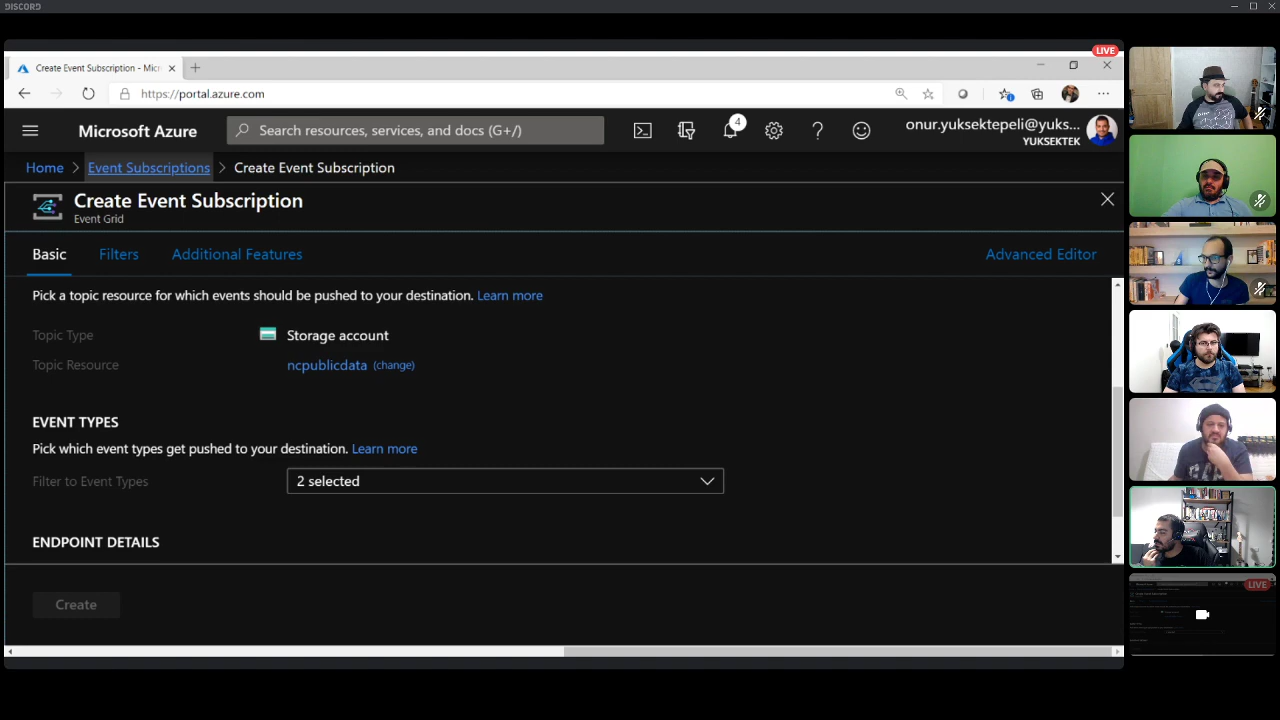 DISCORD
LIVE
Create Event Subscription - Micr
https://portal.azure.com
Microsoft Azure
Search resources, services, and docs (G+/)
4
onur.yuksektepeli@yuks...
YUKSEKTEK
Home > Event Subscriptions > Create Event Subscription
Create Event Subscription
Event Grid
Basic
Filters
Additional Features
Advanced Editor
Pick a topic resource for which events should be pushed to your destination. Learn more
Topic Type
Storage account
Topic Resource
ncpublicdata (change)
EVENT TYPES
Pick which event types get pushed to your destination. Learn more
Filter to Event Types
2 selected
ENDPOINT DETAILS
Create
LIVE